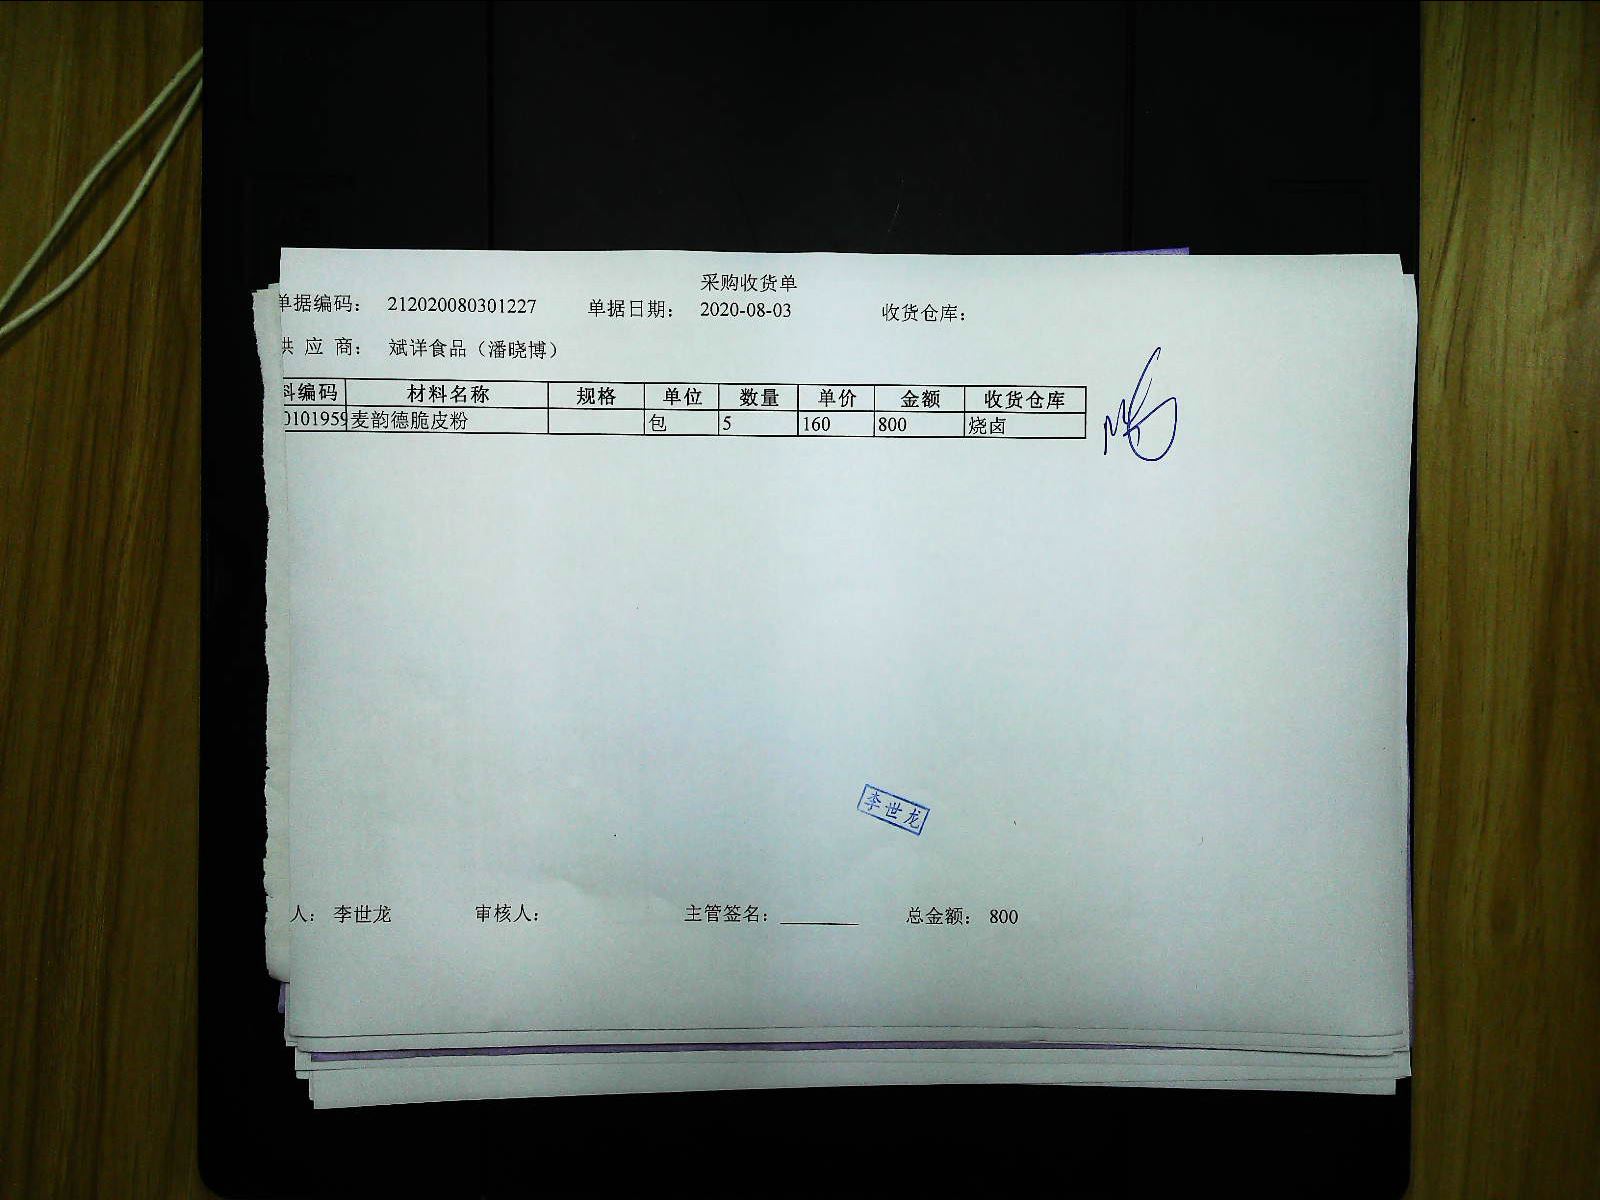 采购收货单
单据编码： 212020080301227 单据日期： 2020-08-03 收货仓库：
供 应 商： 斌洋食品（潘晓博）
料编码 材料名称 规格 单位 数量 单价 金额 收货仓库
0101959 麦韵德脆皮粉 包 5 160 800 烧卤
李世龙
人： 李世龙 审核人： 主管签名： 总金额： 800